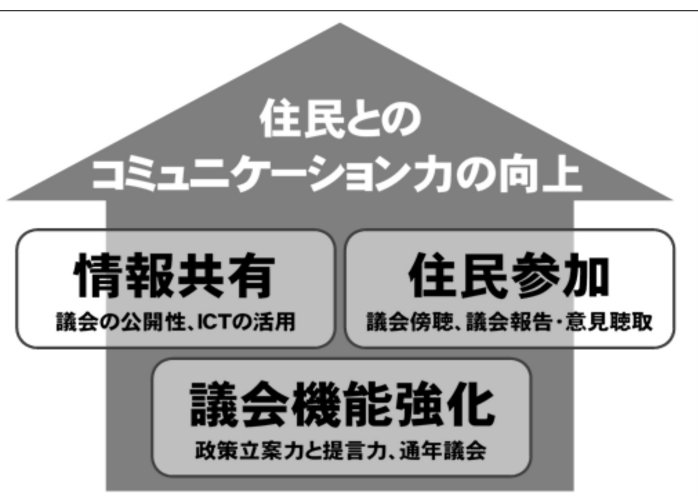 住民との
コミュニケーション力の向上
情報共有
議会の公開性、ICTの活用
住民参加
議会傍聴、議会報告・意見聴取
議会機能強化
政策立案力と提言力、通年議会